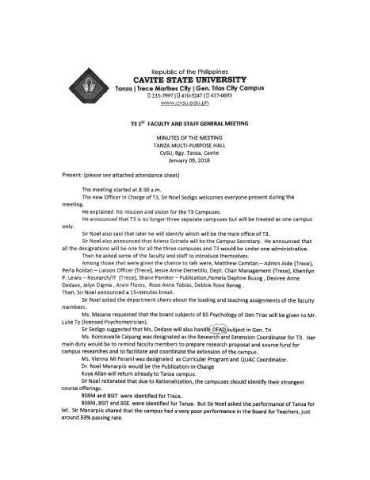 Republic of the Philippines
CAVITE STATE UNIVERSITY
Tanza | Trece Martires City | Gen. Trias City Campus
235-7997 | 410-5247 | 437-0693
www.cvsu.edu.ph
T3 1ST FACULTY AND STAFF GENERAL MEETING
MINUTES OF THE MEETING
TANZA MULTI-PURPOSE HALL
CvSU, Bgy. Tanza, Cavite
January 09, 2018
Present: (please see attached attendance sheet)
The meeting started at 8:30 a.m.
The new Officer in Charge of T3, Sir Noel Sedigo welcomes everyone present during the
meeting.
He explained his mission and vision for the T3 Campuses.
He announced that T3 is no longer three separate campuses but will be treated as one campus
only.
Sir Noel also said that later he will identify which will be the main office of T3.
Sir Noel also announced that Arlene Estrada will be the Campus Secretary. He announced that
all the designations will be one for all the three campuses and T3 would be under one administrative.
Then he asked some of the faculty and staff to introduce themselves.
Among those that were given the chance to talk were, Matthew Comitan – Admin Aide (Trece),
Perla Roldan – Liaison Officer (Trece), Jessie Anne Demetillo, Dept. Chair Management (Trece), Kherilyn
P. Lewis – Research/IT (Trece), Shane Pamiter – Publication, Pamela Daphne Busog, Desiree Anne
Dedase, Jelyn Digma, Arvin Flores, Rose Anne Tobias, Debbie Rose Banag.
Then, Sir Noel announced a 15-minutes break.
Sir Noel asked the department chairs about the loading and teaching assignments of the faculty
members.
Ms. Masana requested that the board subjects of BS Psychology of Gen Trias will be given to Mr.
Luke Ty (licensed Psychometrician).
Sir Sedigo suggested that Ms. Dedase will also handle OFAD subject in Gen. Tri
Ms. Roncesvalle Caipang was designated as the Research and Extension Coordinator for T3. Her
main duty would be to remind faculty members to prepare research proposal and source fund for
campus researches and to facilitate and coordinate the extension of the campus.
Ms. Vienna Mi Feranil was designated as Curricular Program and QUAC Coordinator.
Dr. Noel Manarpiis would be the Publication-in Charge
Kuya Allan will return already to Tanza campus.
Sir Noel reiterated that due to Rationalization, the campuses should identify their strongest
course offerings.
BSBM and BSIT were identified for Trece.
BSBM, BSIT and BSE were identified for Tanza. But Sir Noel asked the performance of Tanza for
let. Sir Manarpiis shared that the campus had a very poor performance in the Board for Teachers, just
around 33% passing rate.